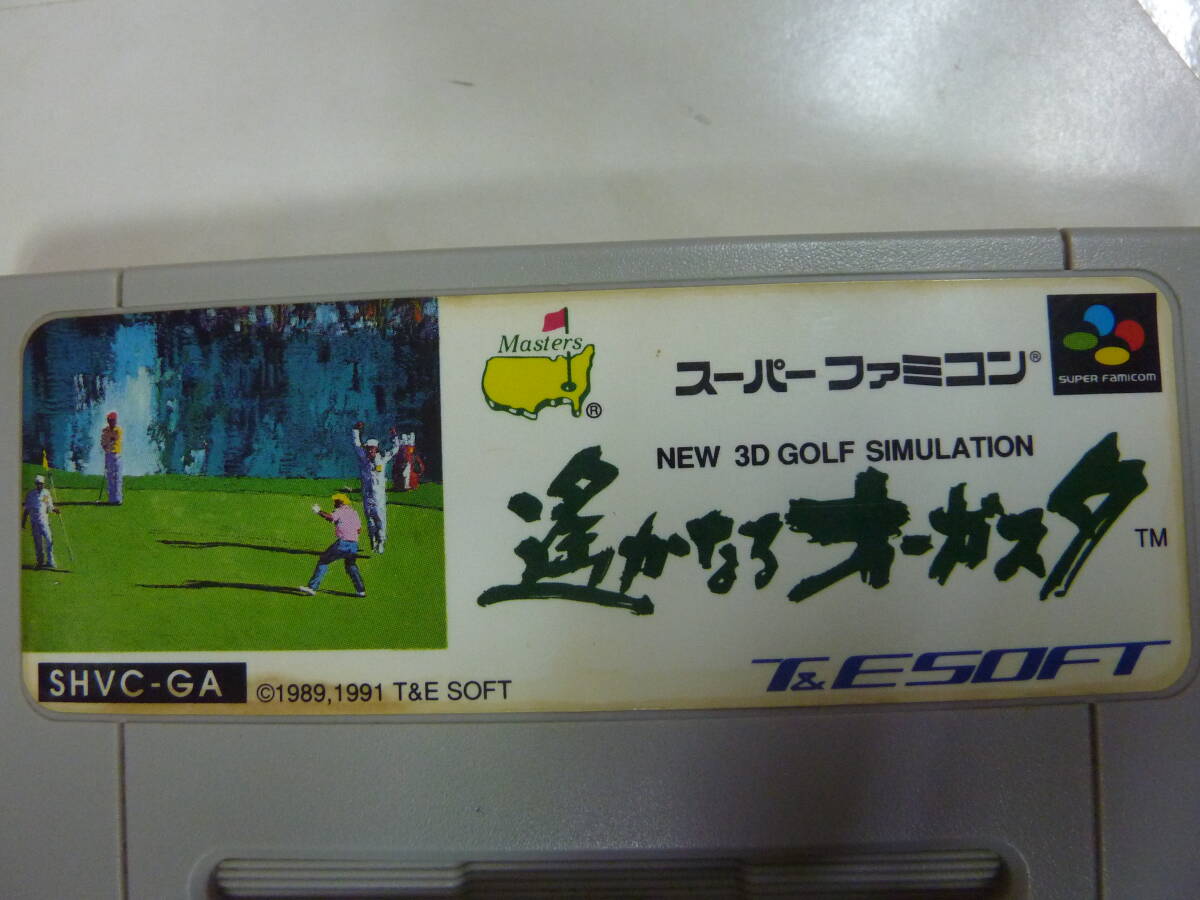 Masters
®
スーパーファミコン®
SUPER FAMICOM
NEW 3D GOLF SIMULATION
遙かなるオーガスタ TM
T&E SOFT
SHVC-GA
©1989,1991 T&E SOFT